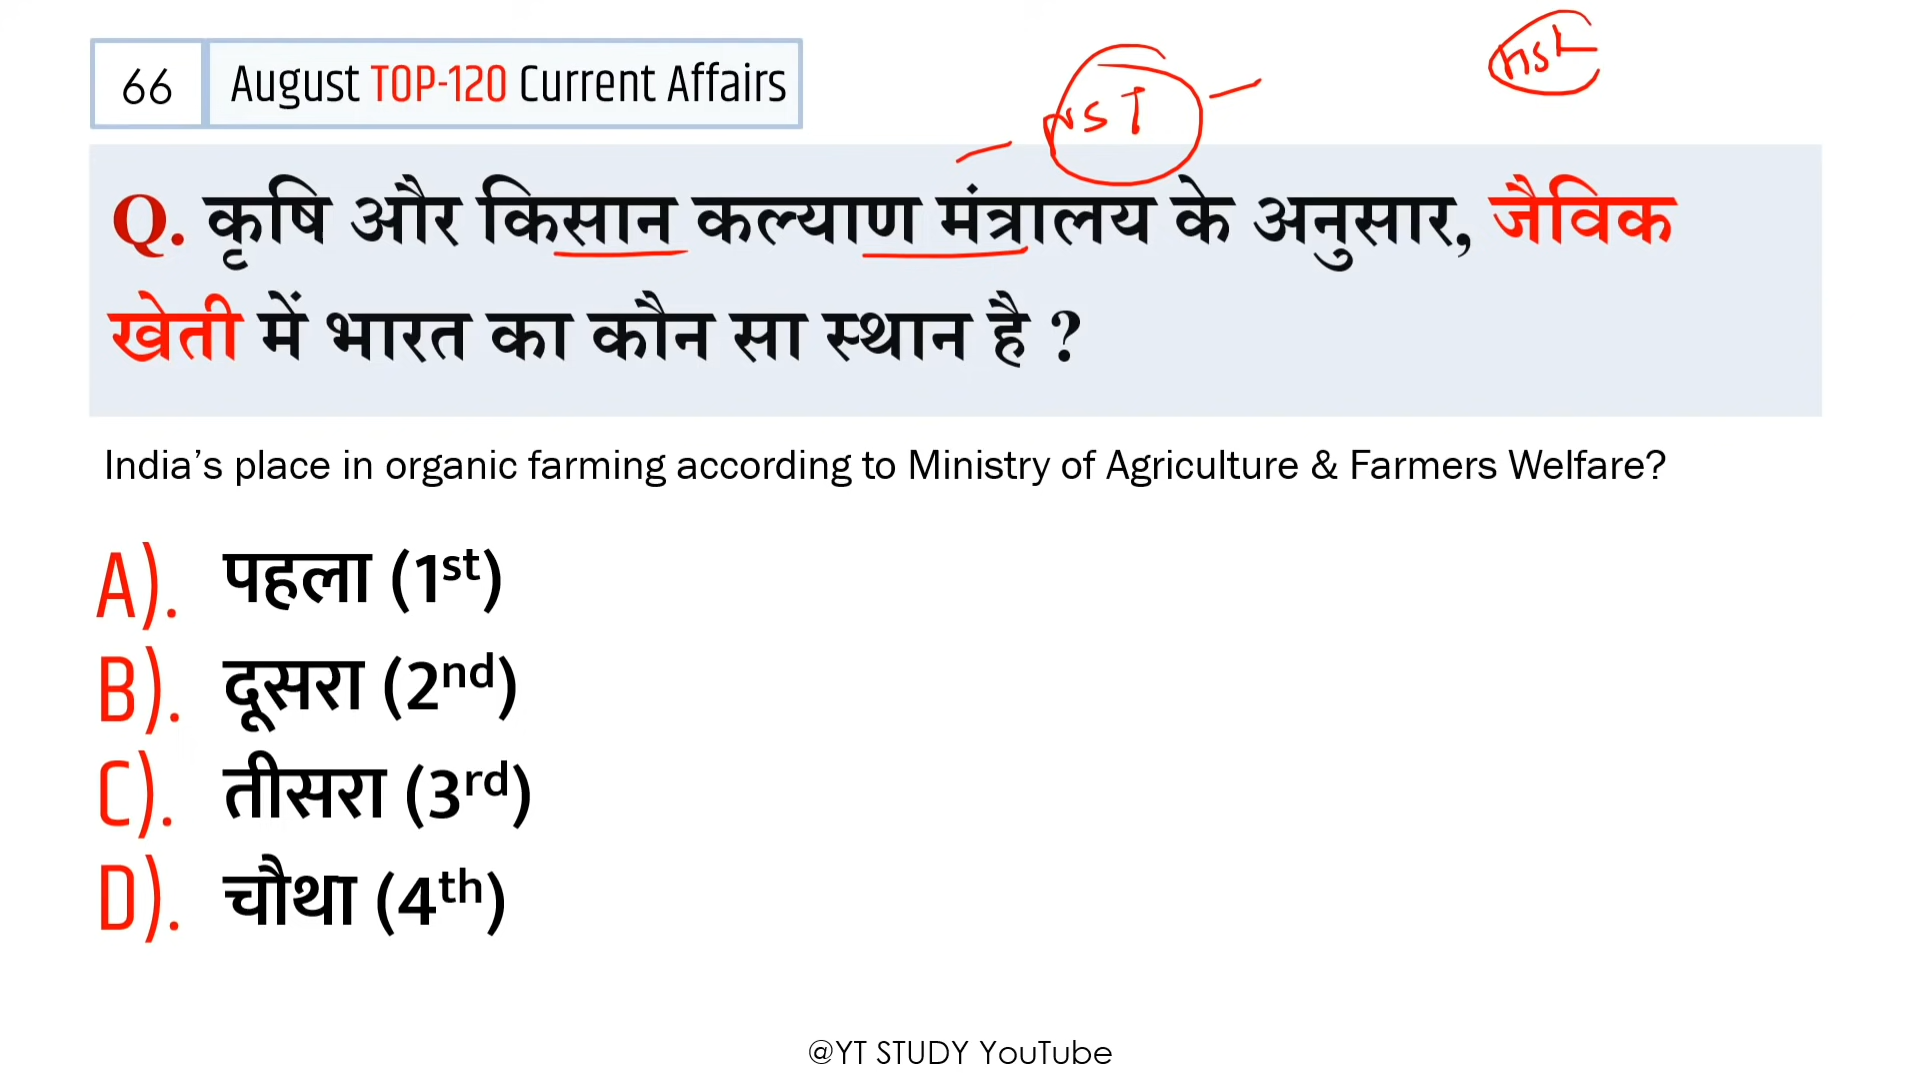 66 August TOP-120 Current Affairs
Q. कृषि और किसान कल्याण मंत्रालय के अनुसार, जैविक
खेती में भारत का कौन सा स्थान है ?
India’s place in organic farming according to Ministry of Agriculture & Farmers Welfare?
A). पहला (1st)
B). दूसरा (2nd)
C). तीसरा (3rd)
D). चौथा (4th)
@YT STUDY YouTube